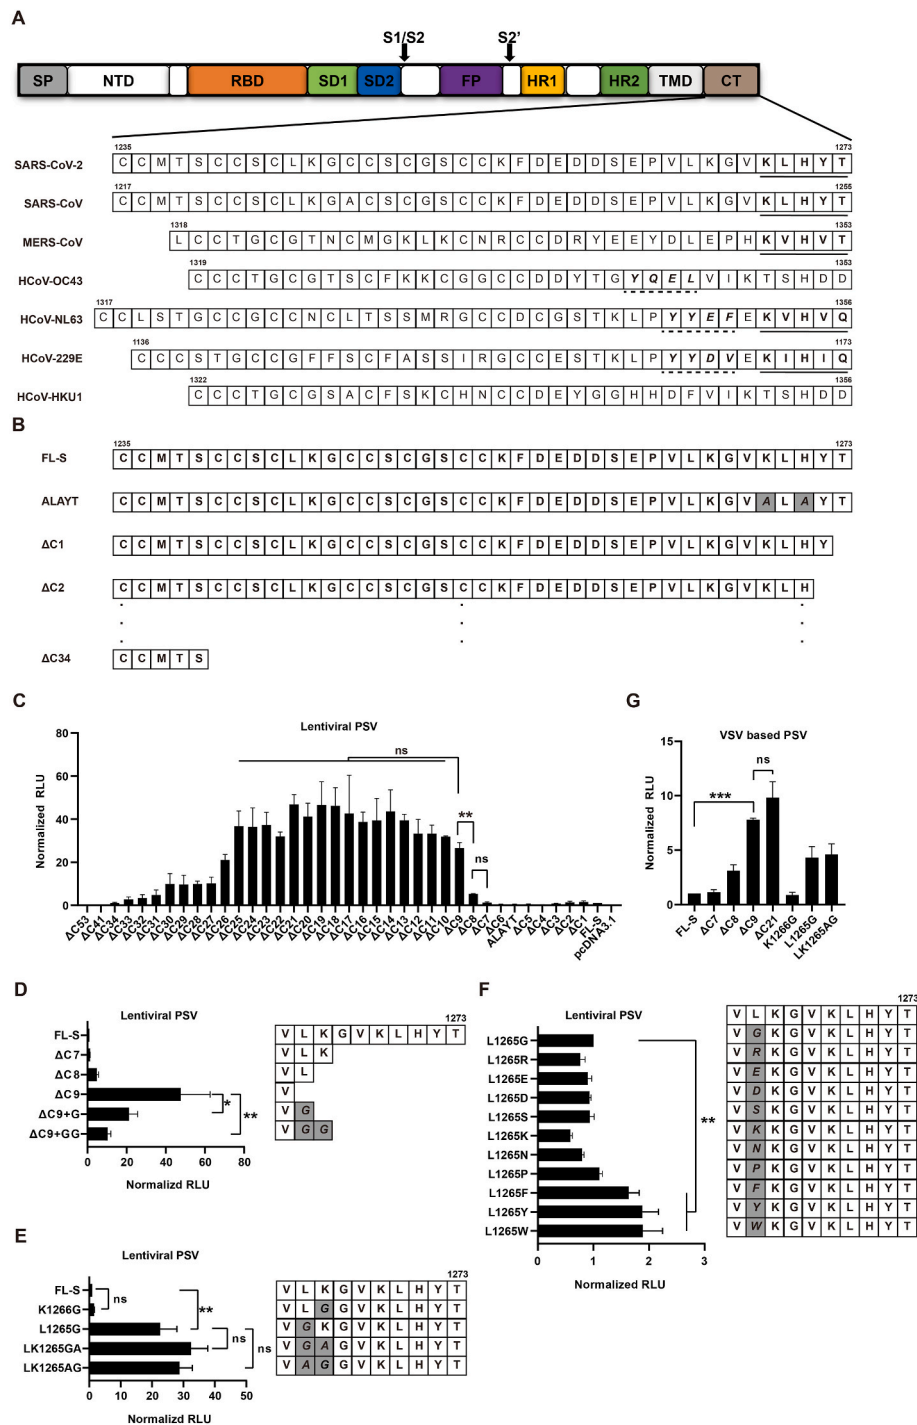 A
S1/S2 S2’
SP NTD RBD SD1 SD2 FP HR1 HR2 TMD CT
1235 1273
SARS-CoV-2 C C M T S C C S C L K G C C S C G S C C K F D E D D S E P V L K G V K L H Y T
1217 1255
SARS-CoV C C M T S C C S C L K G A C S C G S C C K F D E D D S E P V L K G V K L H Y T
1318 1353
MERS-CoV L C C T G C G T N C M G K L K C N R C C D R Y E E Y D L E P H K V H V T
1319 1353
HCoV-OC43 C C C T G C G T S C F K K C G G C C D D Y T G Y Q E L V I K T S H D D
1317 1356
HCoV-NL63 C C L S T G C C G C C N C L T S S M R G C C D C G S T K L P Y Y E F E K V H V Q
1136 1173
HCoV-229E C C C S T G C C G F F S C F A S S I R G C C E S T K L P Y Y D V E K I H I Q
1322 1356
HCoV-HKU1 C C C T G C G S A C F S K C H N C C D E Y G G H H D F V I K T S H D D
B
1235 1273
FL-S C C M T S C C S C L K G C C S C G S C C K F D E D D S E P V L K G V K L H Y T
ALAYT C C M T S C C S C L K G C C S C G S C C K F D E D D S E P V L K G V A L A Y T
ΔC1 C C M T S C C S C L K G C C S C G S C C K F D E D D S E P V L K G V K L H Y
ΔC2 C C M T S C C S C L K G C C S C G S C C K F D E D D S E P V L K G V K L H
ΔC34 C C M T S
C
Lentiviral PSV
Normalized RLU
80
60
40
20
0
ns
**
ns
ΔC53 ΔC41 ΔC34 ΔC33 ΔC32 ΔC31 ΔC30 ΔC29 ΔC28 ΔC27 ΔC26 ΔC25 ΔC24 ΔC23 ΔC22 ΔC21 ΔC20 ΔC19 ΔC18 ΔC17 ΔC16 ΔC15 ΔC14 ΔC13 ΔC12 ΔC11 ΔC10 ΔC9 ΔC8 ΔC7 ΔC6 ALAYT ΔC5 ΔC4 ΔC3 ΔC2 ΔC1 FL-S pcDNA3.1
G
VSV based PSV
Normalized RLU
15
10
5
0
***
ns
FL-S ΔC7 ΔC8 ΔC9 ΔC21 K1266G L1265G LK1265AG
D
Lentiviral PSV
1273
FL-S V L K G V K L H Y T
ΔC7 V L K
ΔC8 V L
ΔC9 V
ΔC9+G V G
ΔC9+GG V G G
*
**
0 20 40 60 80
Normalizd RLU
E
Lentiviral PSV
1273
FL-S V L K G V K L H Y T
K1266G V L G G V K L H Y T
L1265G V G K G V K L H Y T
LK1265GA V G A G V K L H Y T
LK1265AG V A G G V K L H Y T
ns
**
ns
ns
0 10 20 30 40 50
Normalizd RLU
F
Lentiviral PSV
1273
V L K G V K L H Y T
L1265G V G K G V K L H Y T
L1265R V R K G V K L H Y T
L1265E V E K G V K L H Y T
L1265D V D K G V K L H Y T
L1265S V S K G V K L H Y T
L1265K V K K G V K L H Y T
L1265N V N K G V K L H Y T
L1265P V P K G V K L H Y T
L1265F V F K G V K L H Y T
L1265Y V Y K G V K L H Y T
L1265W V W K G V K L H Y T
**
0 1 2 3
Normalized RLU